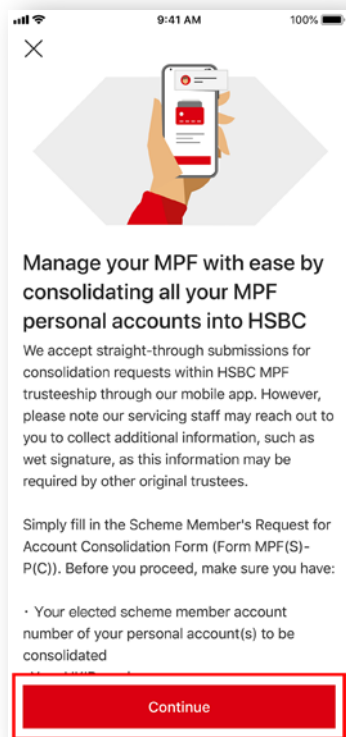 9:41 AM
100%
Manage your MPF with ease by
consolidating all your MPF
personal accounts into HSBC
We accept straight-through submissions for
consolidation requests within HSBC MPF
trusteeship through our mobile app. However,
please note our servicing staff may reach out to
you to collect additional information, such as
wet signature, as this information may be
required by other original trustees.
Simply fill in the Scheme Member's Request for
Account Consolidation Form (Form MPF(S)-
P(C)). Before you proceed, make sure you have:
· Your elected scheme member account
number of your personal account(s) to be
consolidated
Continue